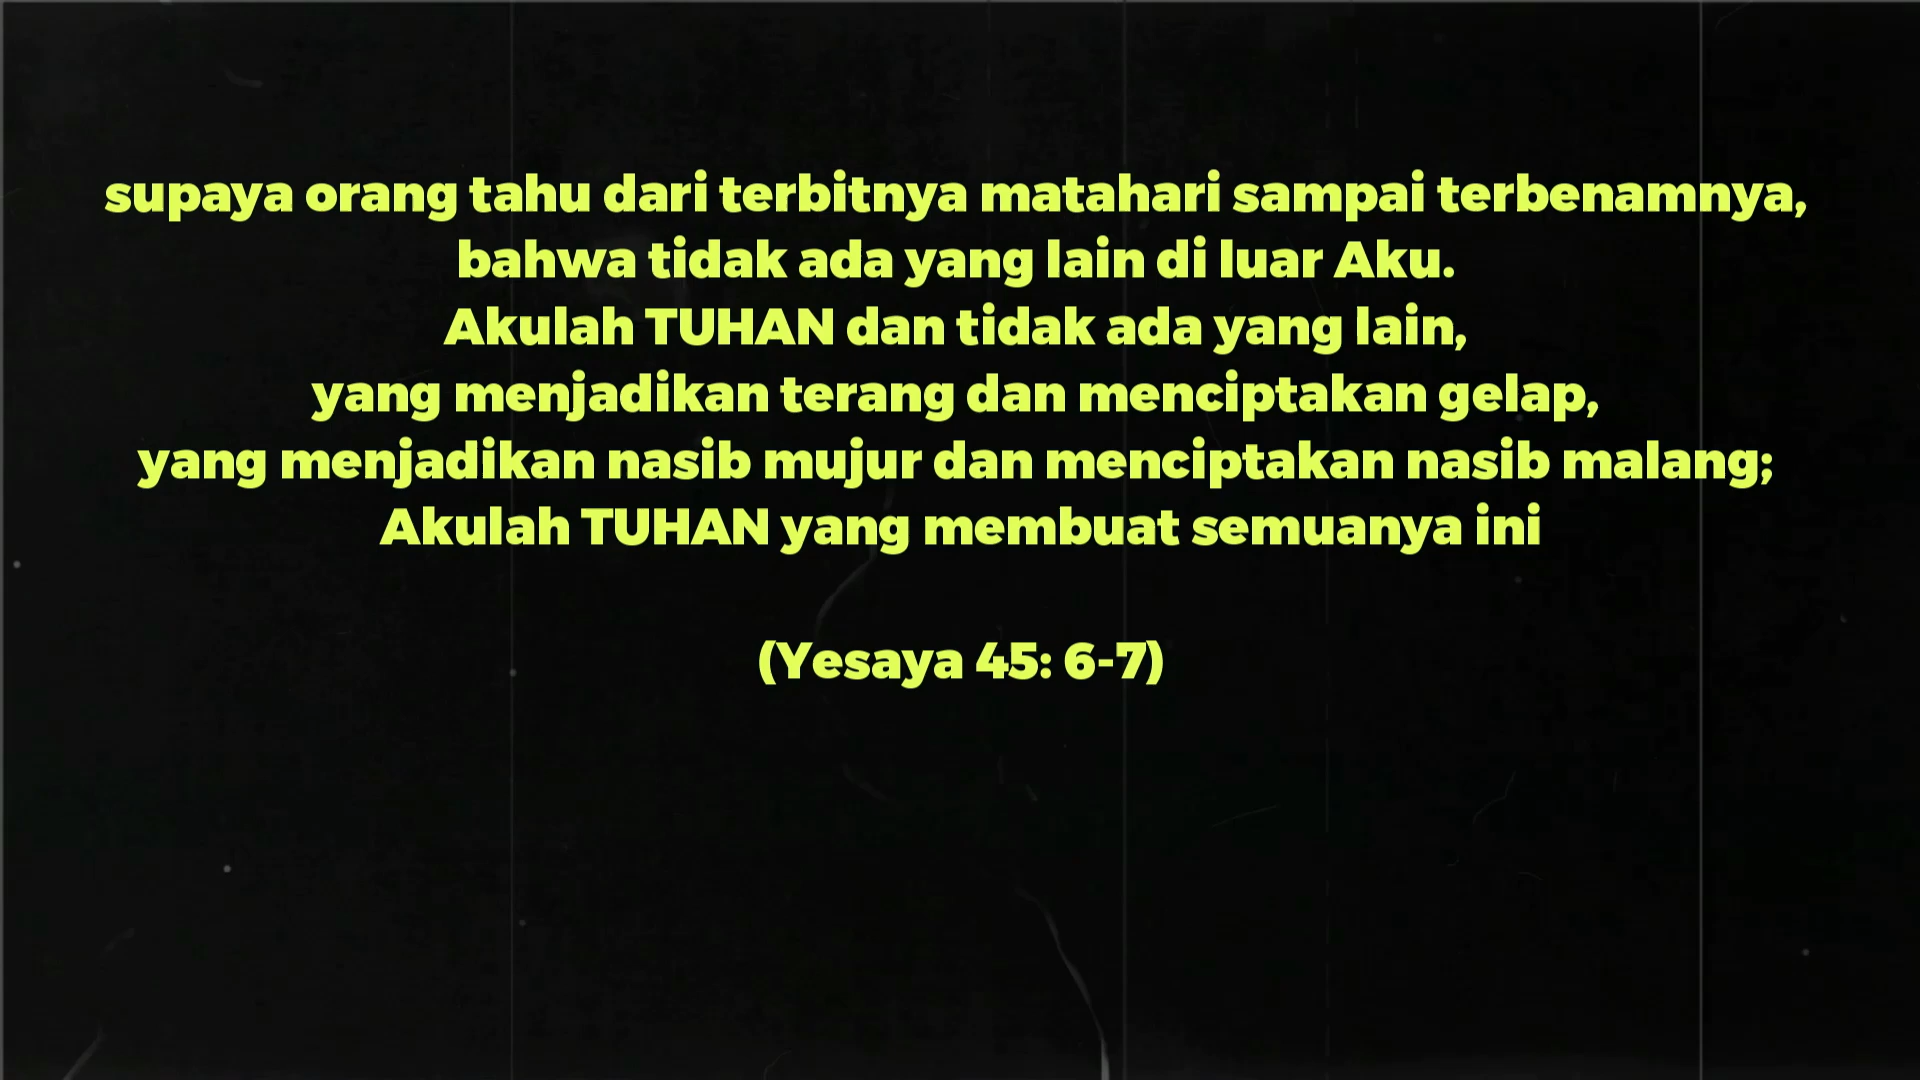 supaya orang tahu dari terbitnya matahari sampai terbenamnya,
bahwa tidak ada yang lain di luar Aku.
Akulah TUHAN dan tidak ada yang lain,
yang menjadikan terang dan menciptakan gelap,
yang menjadikan nasib mujur dan menciptakan nasib malang;
Akulah TUHAN yang membuat semuanya ini
(Yesaya 45: 6-7)